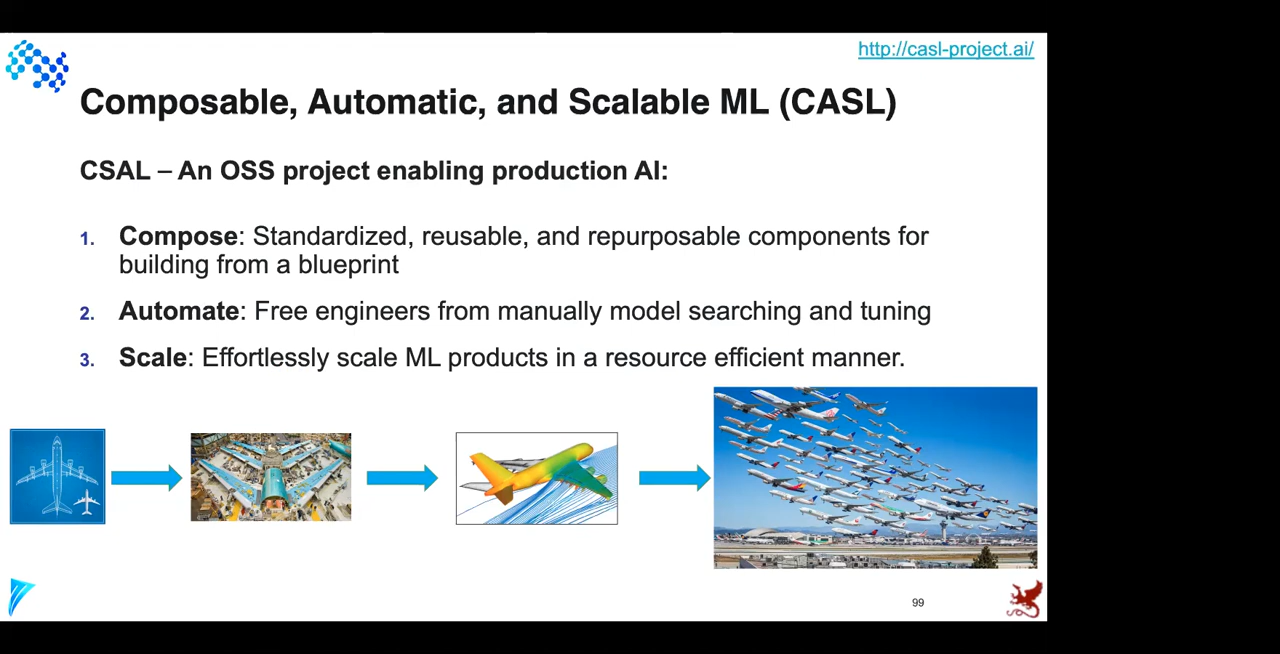 http://casl-project.ai/
Composable, Automatic, and Scalable ML (CASL)
CSAL – An OSS project enabling production AI:
1. Compose: Standardized, reusable, and repurposable components for
building from a blueprint
2. Automate: Free engineers from manually model searching and tuning
3. Scale: Effortlessly scale ML products in a resource efficient manner.
99